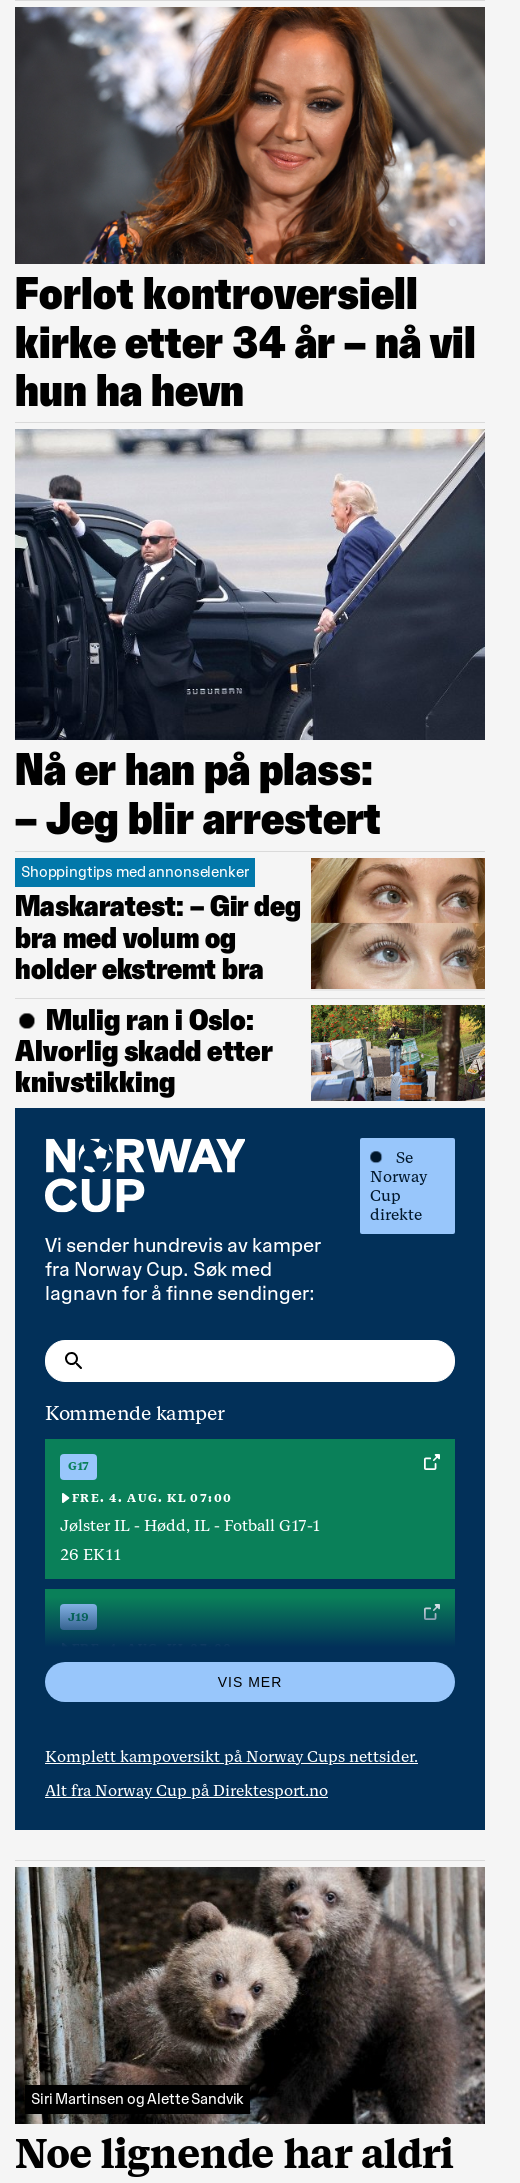 Forlot kontroversiell
kirke etter 34 år – nå vil
hun ha hevn
SUBURBAN
Nå er han på plass:
– Jeg blir arrestert
Shoppingtips med annonselenker
Maskaratest: – Gir deg
bra med volum og
holder ekstremt bra
Mulig ran i Oslo:
Alvorlig skadd etter
knivstikking
NORWAY
CUP
Se
Norway
Cup
direkte
Vi sender hundrevis av kamper
fra Norway Cup. Søk med
lagnavn for å finne sendinger:
Kommende kamper
G17
FRE. 4. AUG. KL 07:00
Jølster IL - Hødd, IL - Fotball G17-1
26 EK11
J19
VIS MER
Komplett kampoversikt på Norway Cups nettsider.
Alt fra Norway Cup på Direktesport.no
Siri Martinsen og Alette Sandvik
Noe lignende har aldri